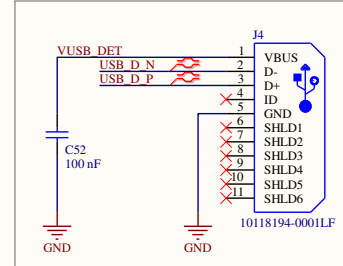 J4
VUSB_DET 1 VBUS
USB_D_N 2 D-
USB_D_P 3 D+
4 ID
5 GND
6 SHLD1
7 SHLD2
8 SHLD3
9 SHLD4
10 SHLD5
11 SHLD6
C52
100 nF
10118194-0001LF
GND GND